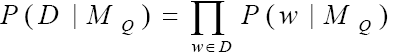 P ( D | M_Q ) = ∏_{w∈D} P ( w | M_Q )